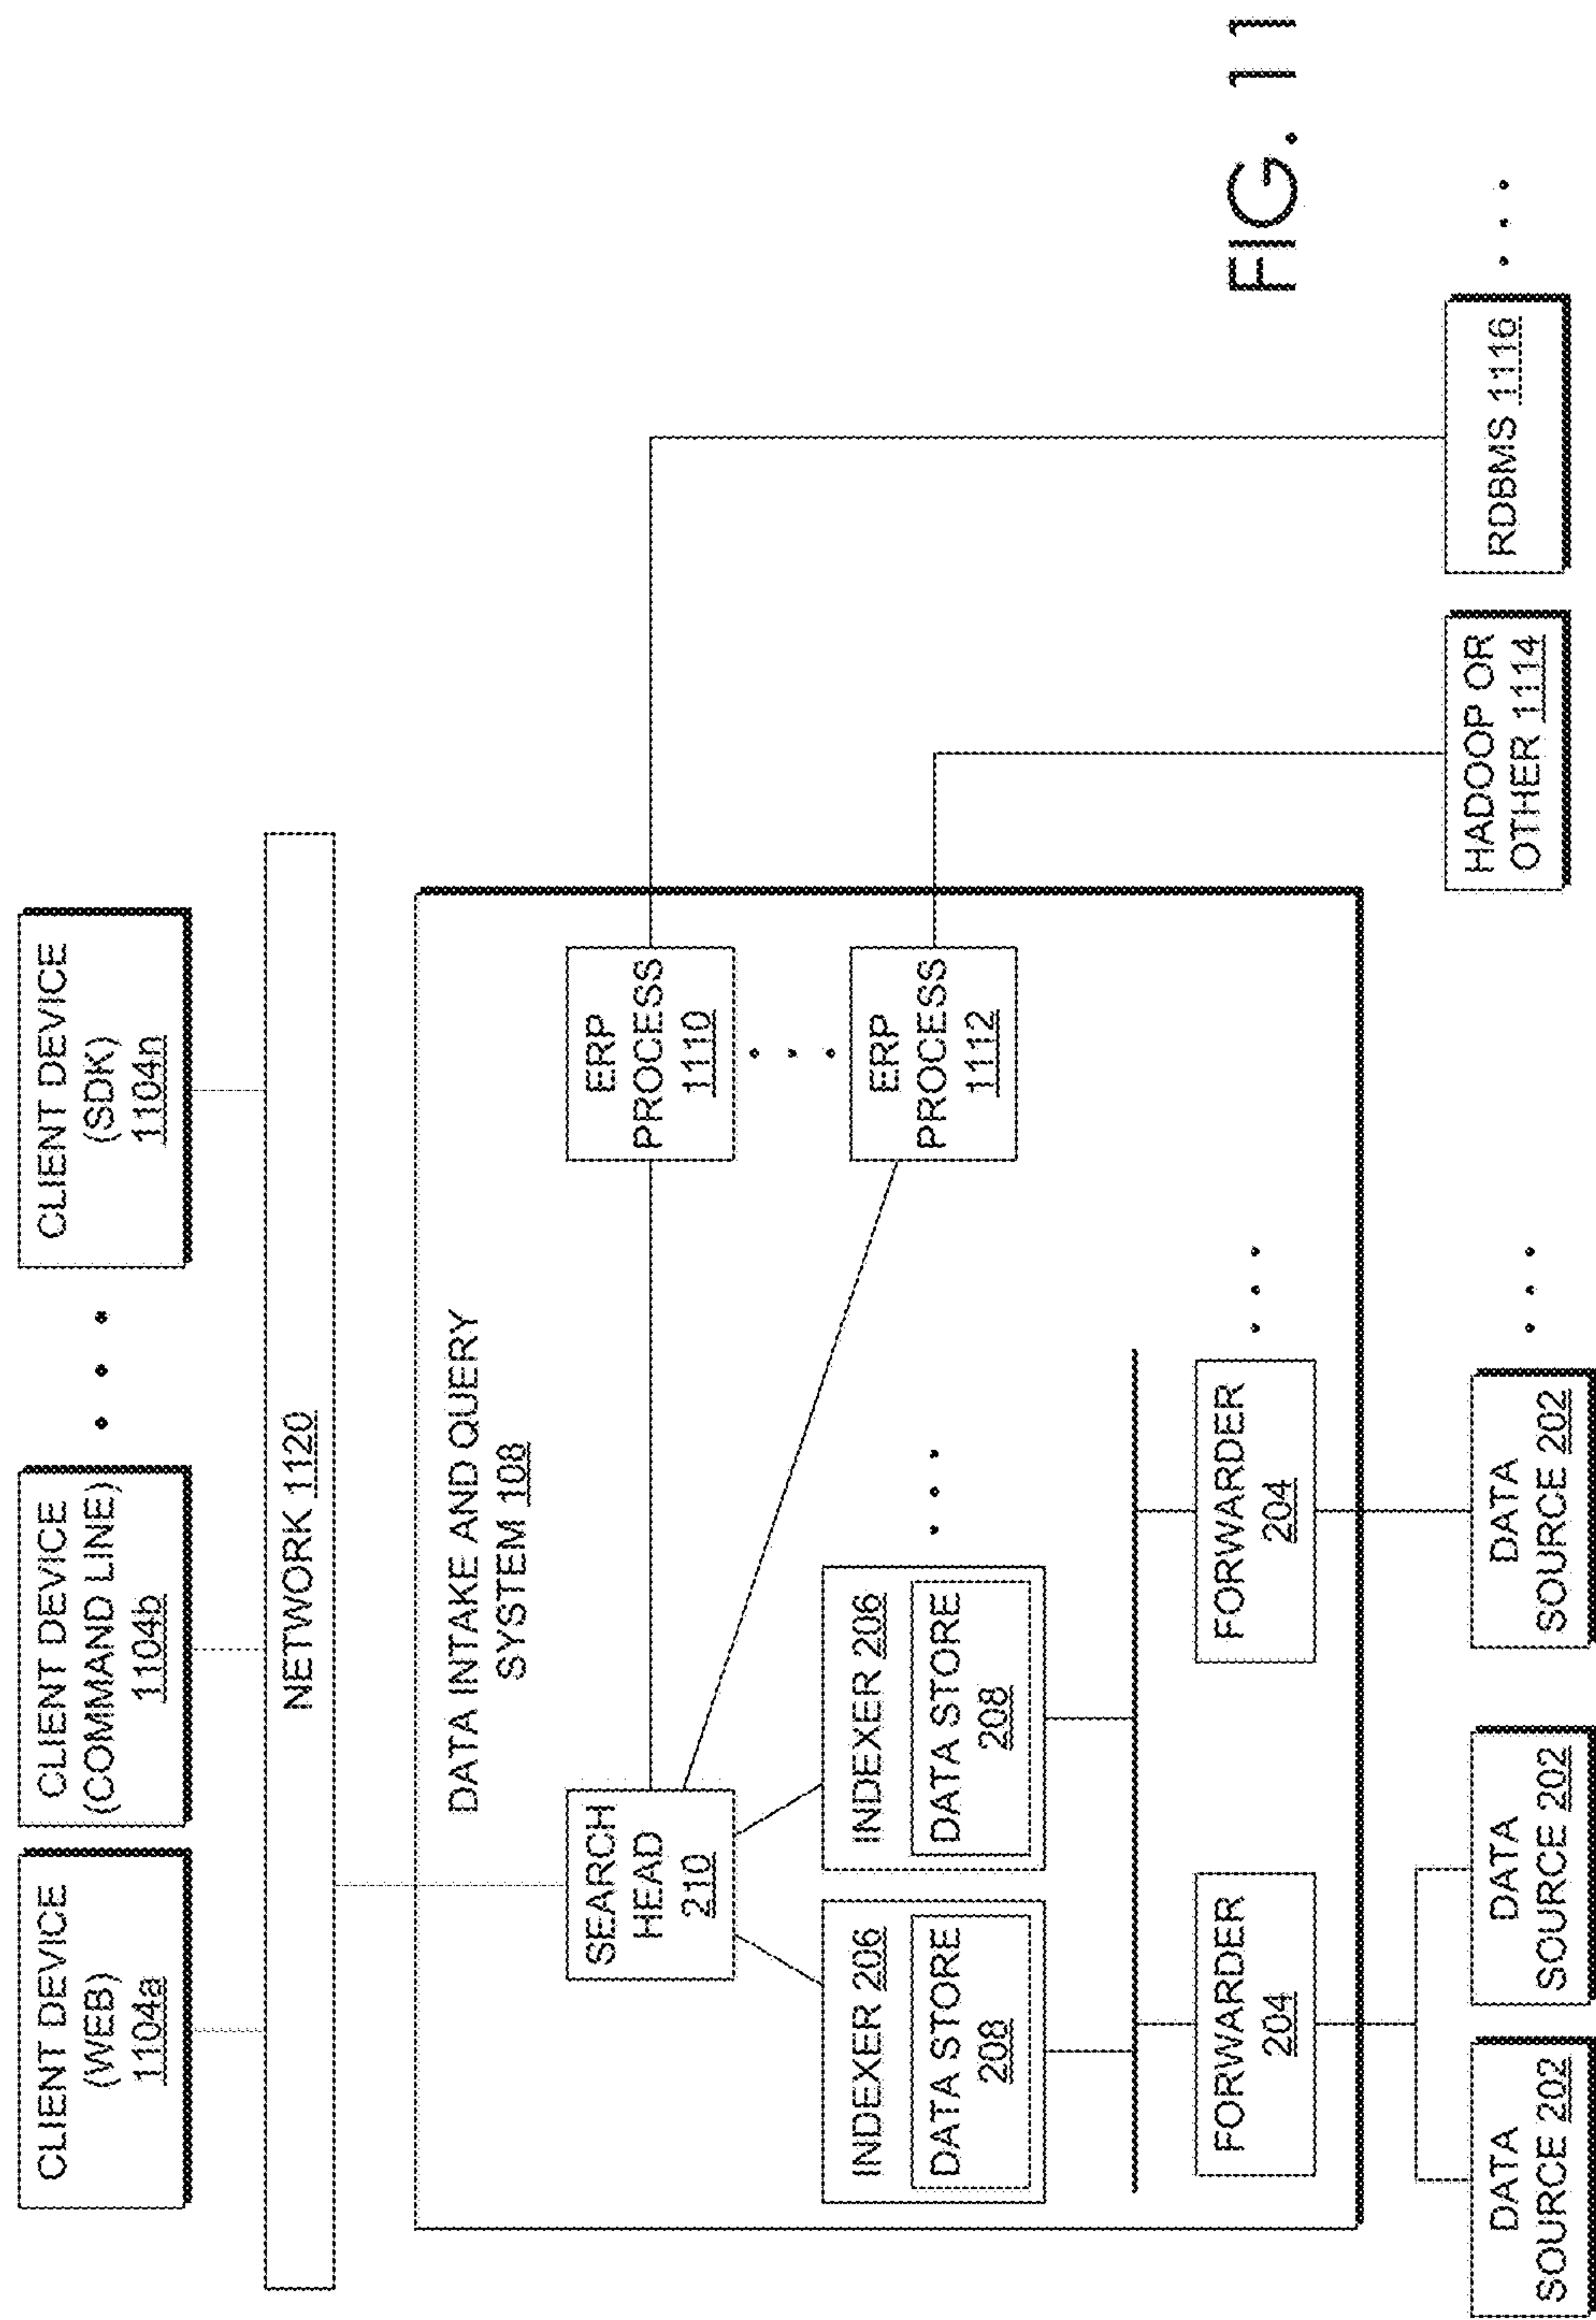 CLIENT DEVICE
(WEB)
1104a
CLIENT DEVICE
(COMMAND LINE)
1104b
CLIENT DEVICE
(SDK)
1104n
NETWORK 1120
DATA INTAKE AND QUERY
SYSTEM 108
SEARCH
HEAD
210
ERP
PROCESS
1110
ERP
PROCESS
1112
INDEXER 206
DATA STORE
208
INDEXER 206
DATA STORE
208
FORWARDER
204
FORWARDER
204
DATA
SOURCE 202
DATA
SOURCE 202
DATA
SOURCE 202
HADOOP OR
OTHER 1114
RDBMS 1116
FIG. 11